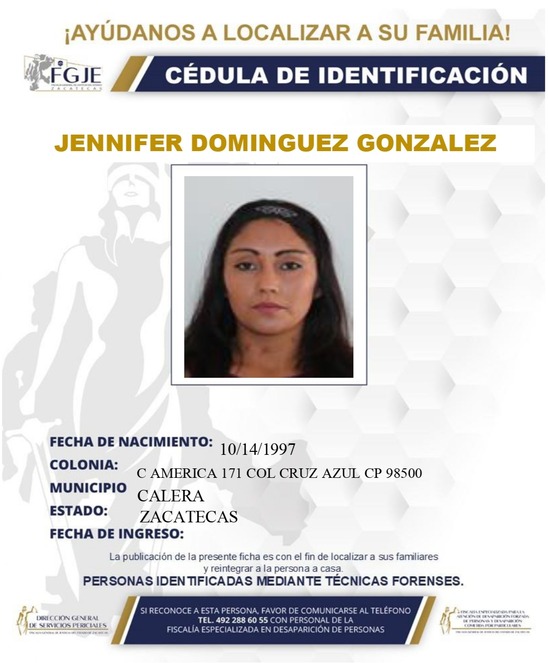 ¡AYÚDANOS A LOCALIZAR A SU FAMILIA!
FGJE
ZACATECAS
CÉDULA DE IDENTIFICACIÓN
JENNIFER DOMINGUEZ GONZALEZ
FECHA DE NACIMIENTO: 10/14/1997
COLONIA: C AMERICA 171 COL CRUZ AZUL CP 98500
MUNICIPIO CALERA
ESTADO: ZACATECAS
FECHA DE INGRESO:
La publicación de la presente ficha es con el fin de localizar a sus familiares
y reintegrar a la persona a casa.
PERSONAS IDENTIFICADAS MEDIANTE TÉCNICAS FORENSES.
DIRECCIÓN GENERAL
DE SERVICIOS PERICIALES
SI RECONOCE A ESTA PERSONA, FAVOR DE COMUNICARSE AL TELÉFONO
TEL. 492 288 60 55 CON PERSONAL DE LA
FISCALÍA ESPECIALIZADA EN DESAPARICIÓN DE PERSONAS